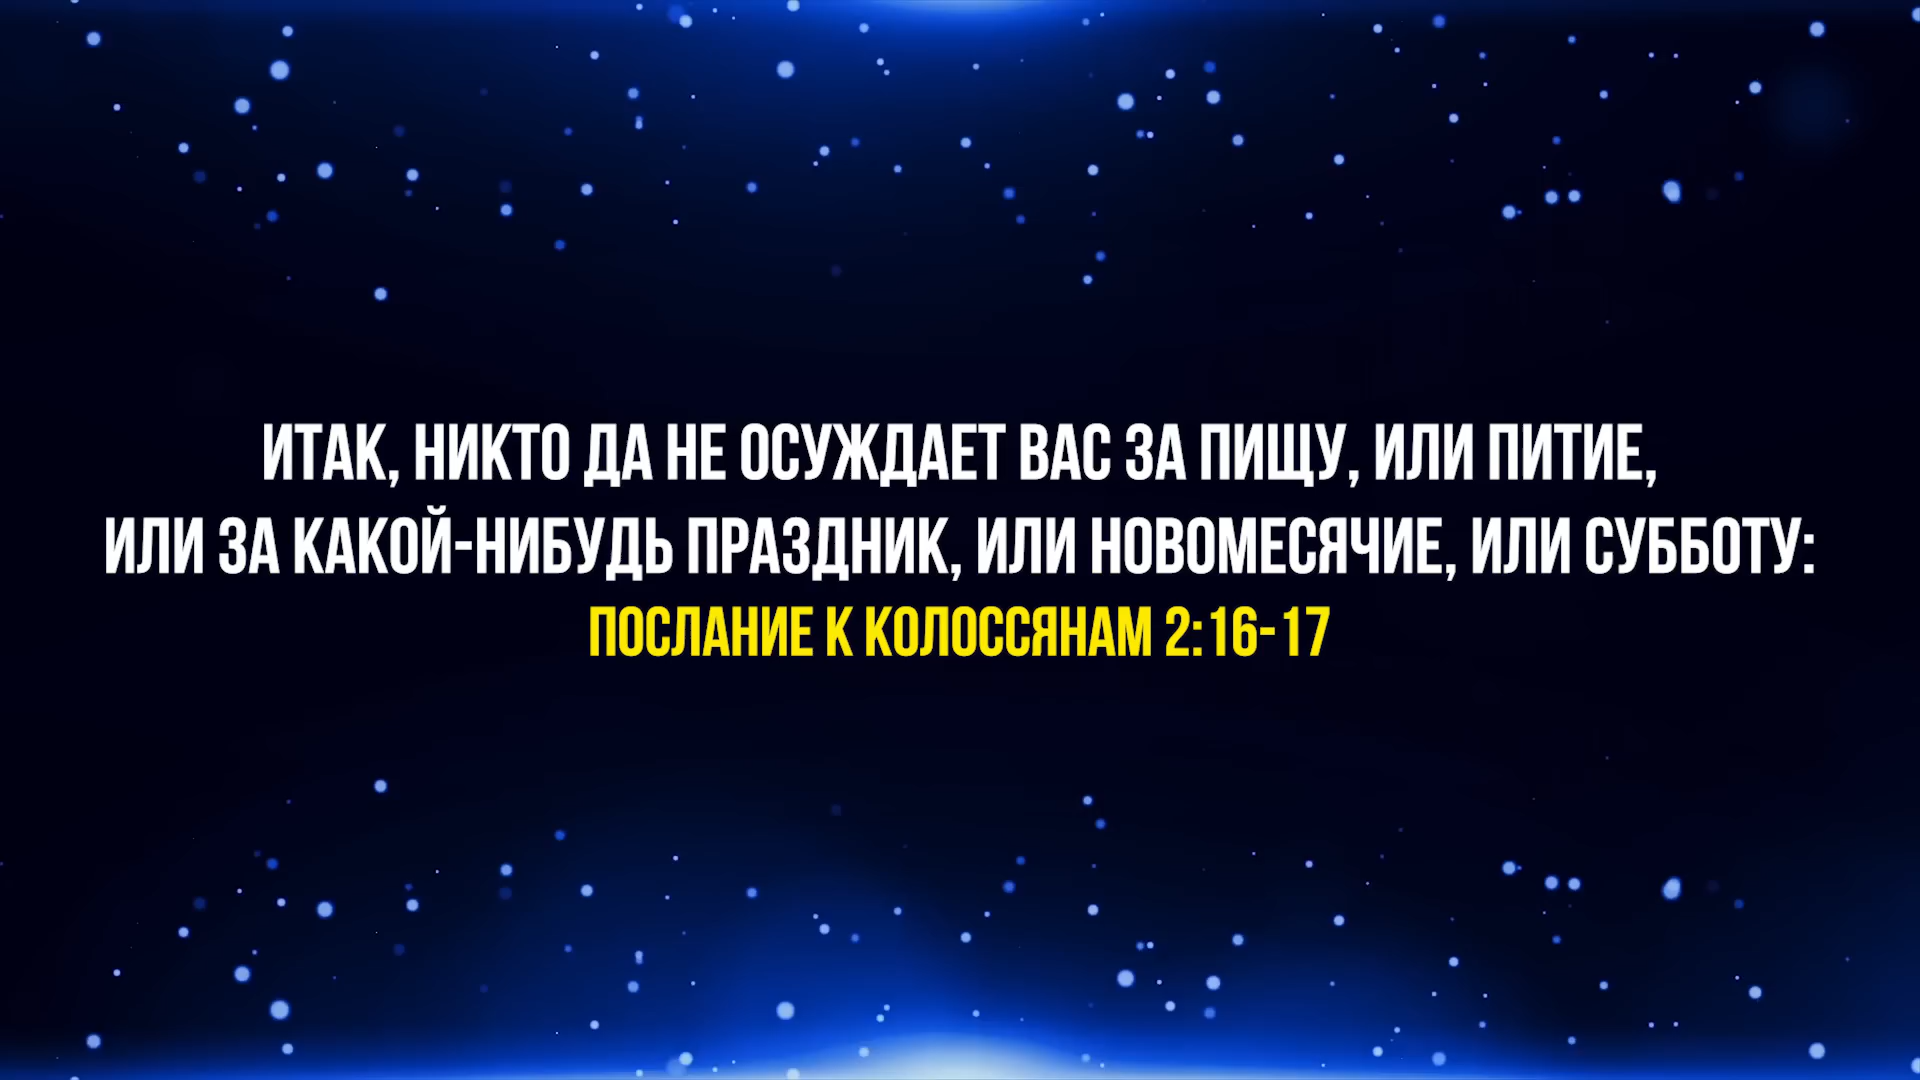 ИТАК, НИКТО ДА НЕ ОСУЖДАЕТ ВАС ЗА ПИЩУ, ИЛИ ПИТИЕ,
ИЛИ ЗА КАКОЙ-НИБУДЬ ПРАЗДНИК, ИЛИ НОВОМЕСЯЧИЕ, ИЛИ СУББОТУ:
ПОСЛАНИЕ К КОЛОССЯНАМ 2:16-17